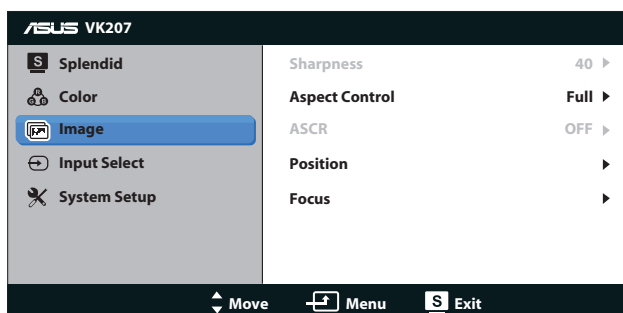 ASUS VK207
S Splendid
Color
Image
Input Select
System Setup
Sharpness 40
Aspect Control Full
ASCR OFF
Position
Focus
Move Menu S Exit